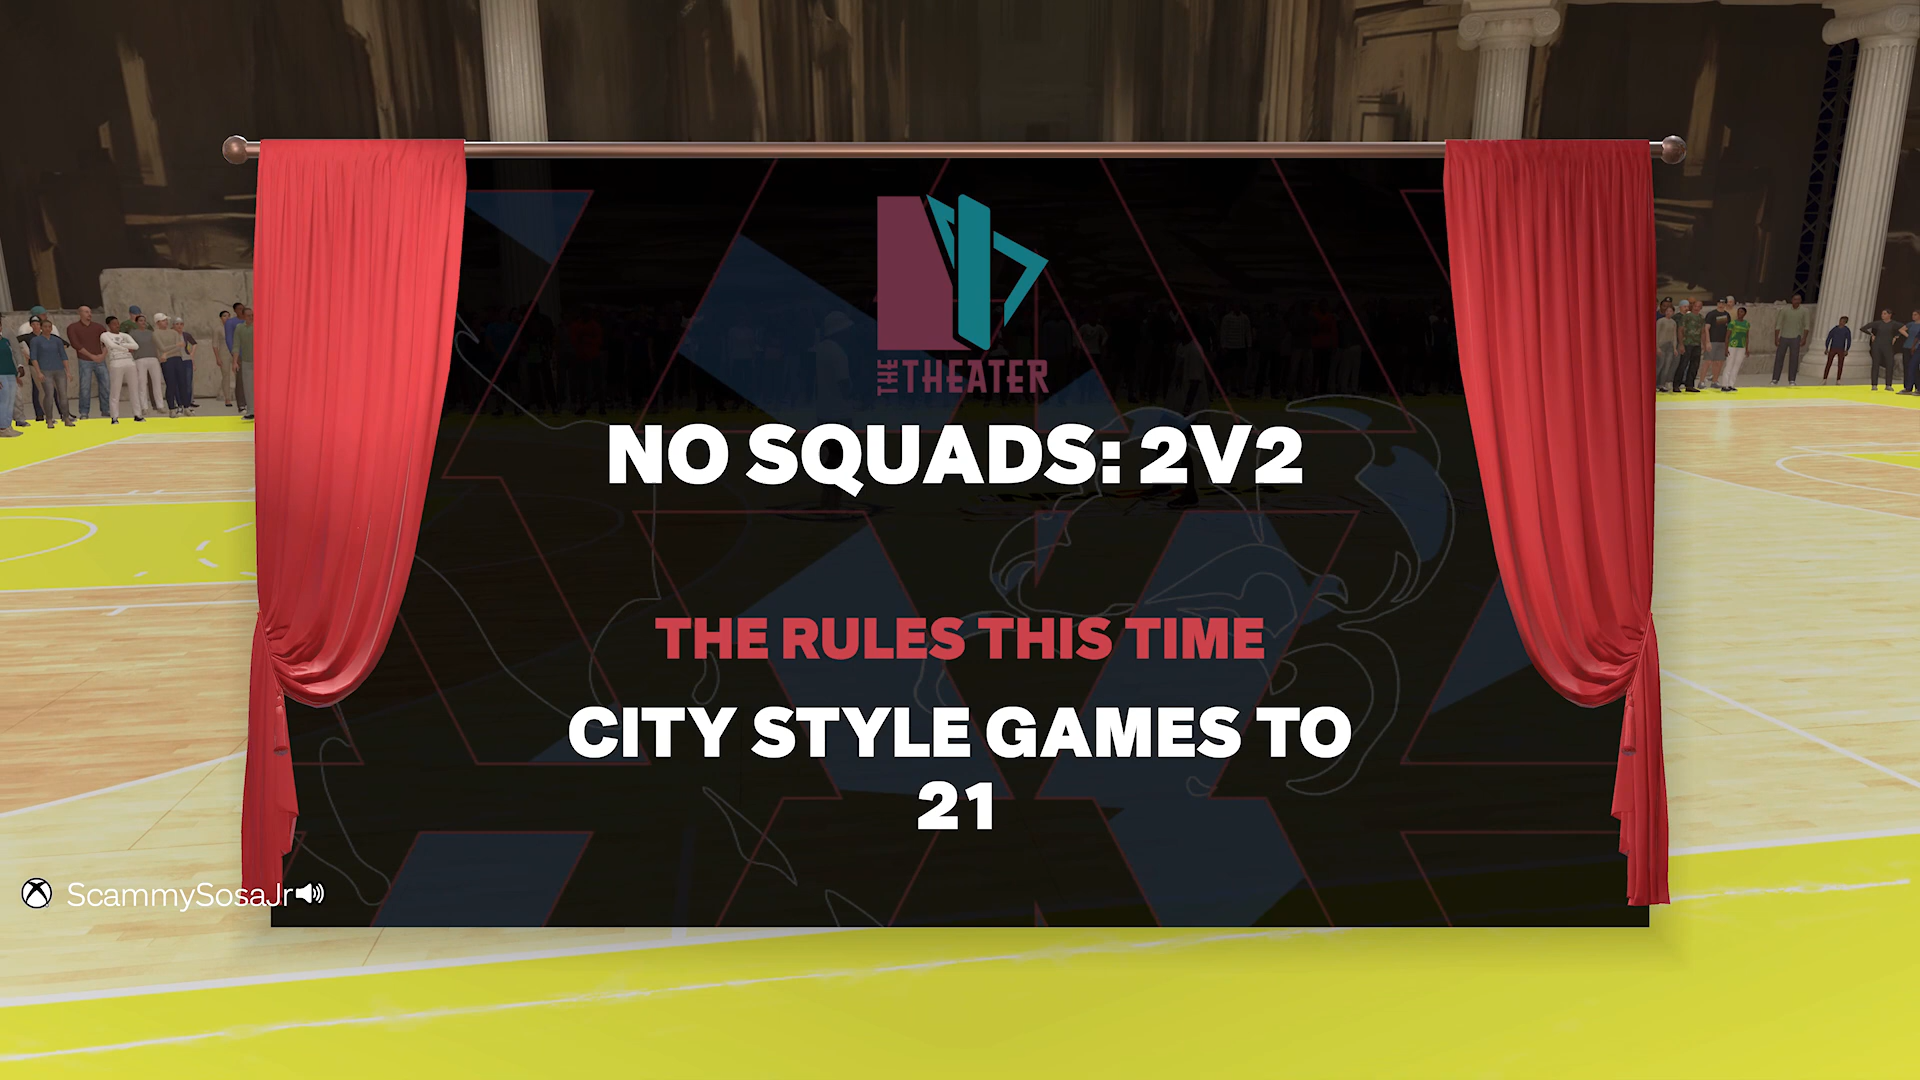 THE THEATER
NO SQUADS: 2V2
THE RULES THIS TIME
CITY STYLE GAMES TO
21
ScammySosaJr